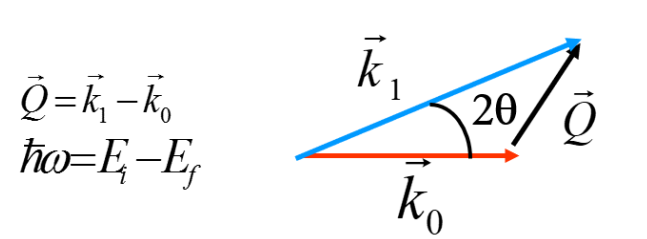 Q⃗ = k⃗₁ − k⃗₀
ħω = Eᵢ − E_f
k⃗₁
2θ
Q⃗
k⃗₀